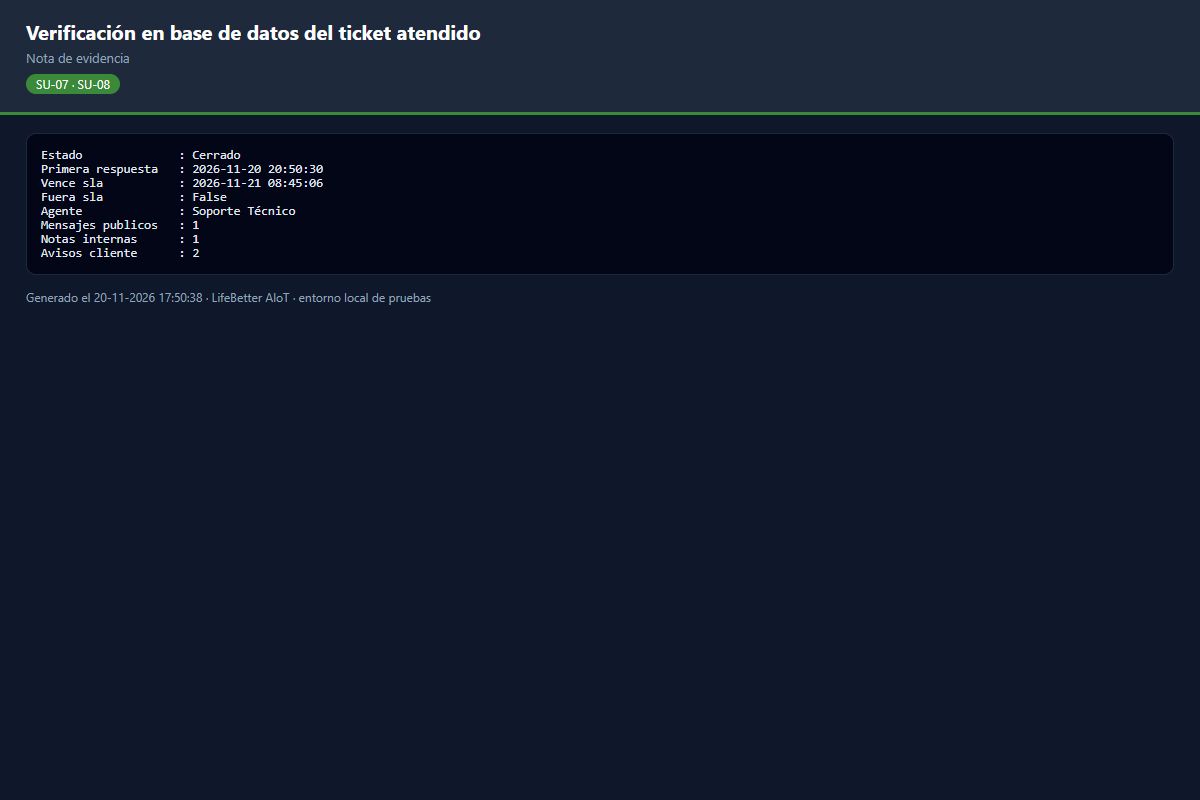 Verificación en base de datos del ticket atendido
Nota de evidencia
SU-07 · SU-08
Estado : Cerrado
Primera respuesta : 2026-11-20 20:50:30
Vence sla : 2026-11-21 08:45:06
Fuera sla : False
Agente : Soporte Técnico
Mensajes publicos : 1
Notas internas : 1
Avisos cliente : 2
Generado el 20-11-2026 17:50:38 · LifeBetter AIoT · entorno local de pruebas